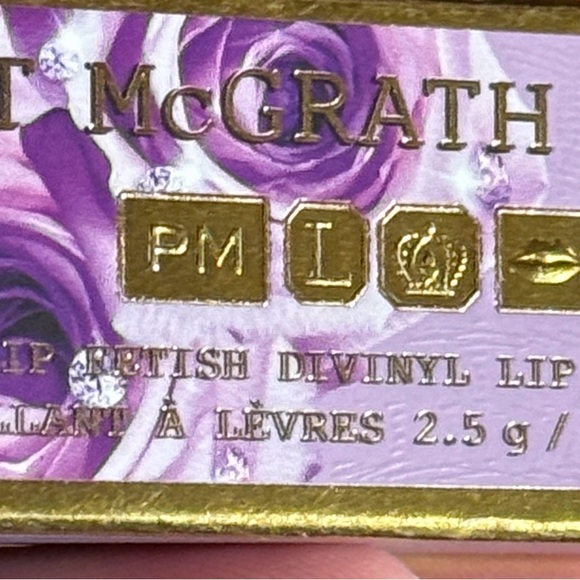 T McGRATH
PM L
IP FETISH DIVINYL LIP
LLANT À LÈVRES 2.5 g /